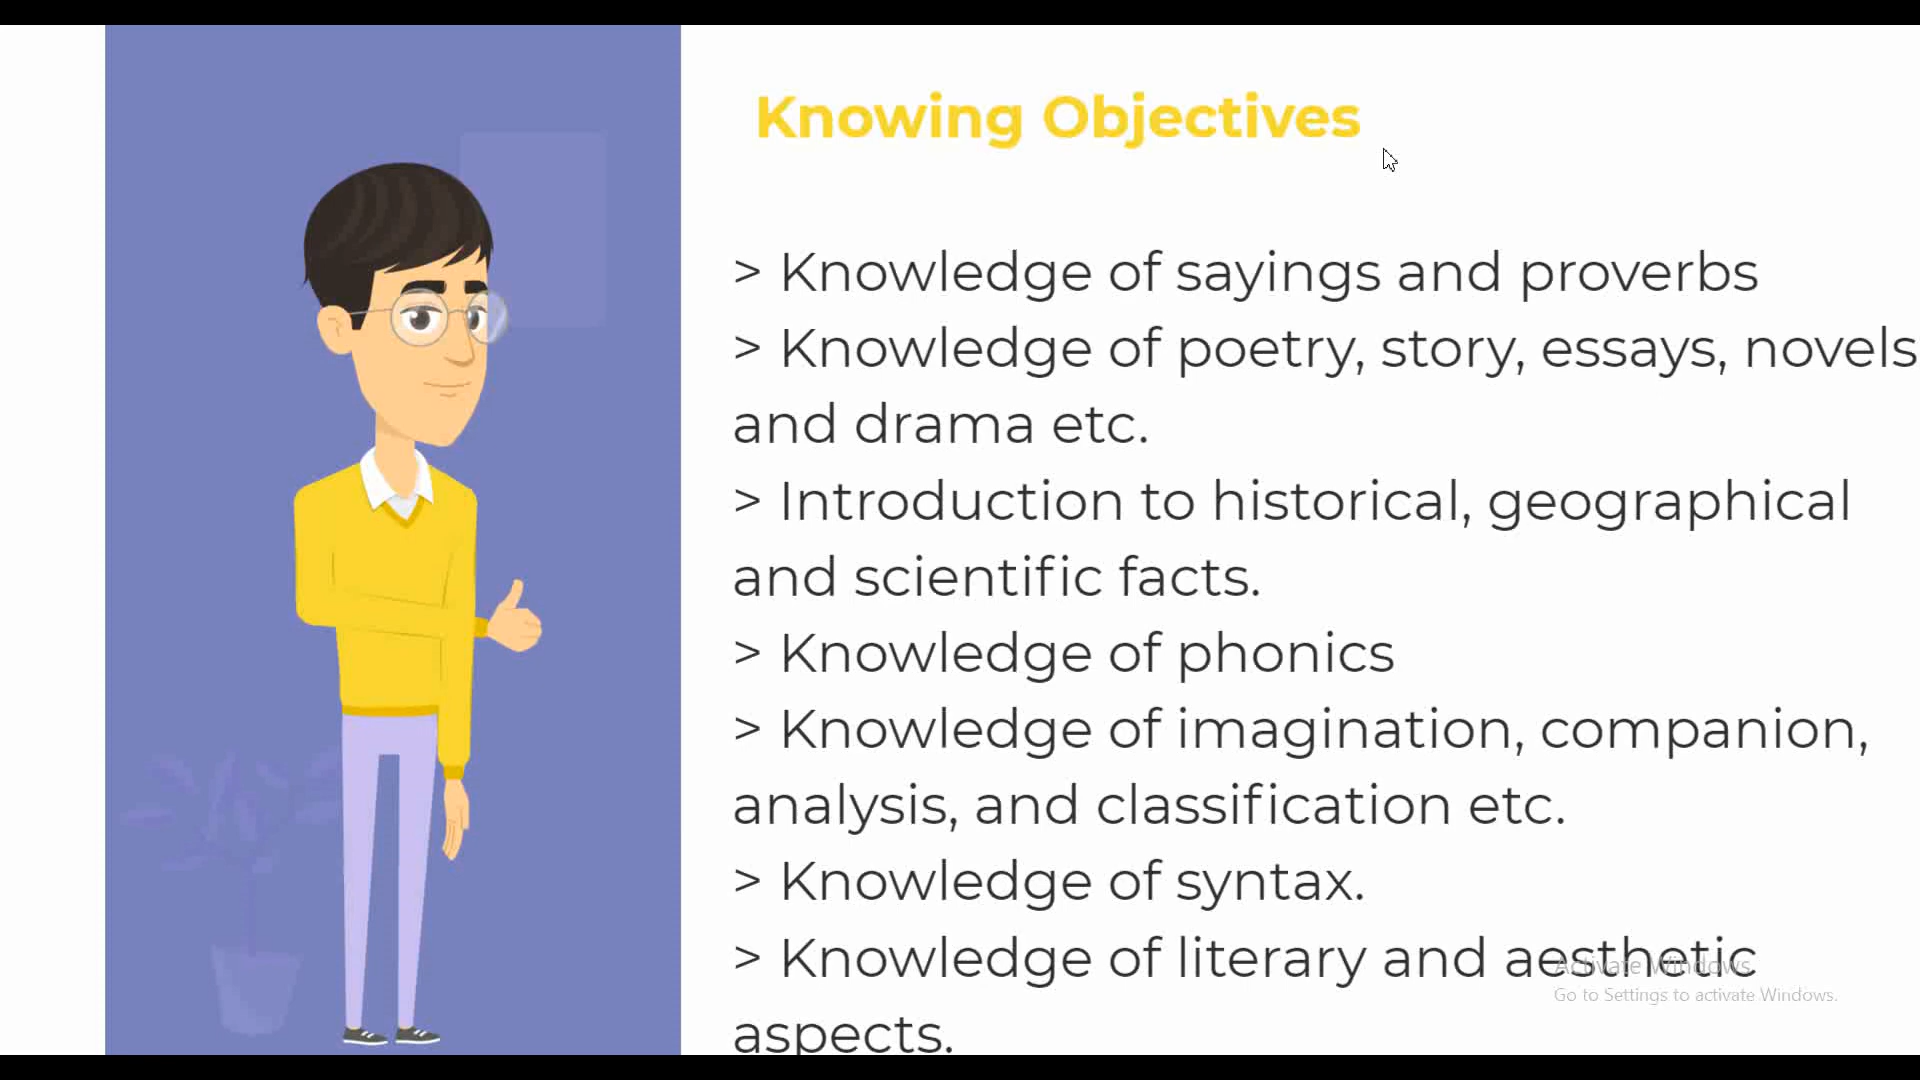 Knowing Objectives
> Knowledge of sayings and proverbs
> Knowledge of poetry, story, essays, novels
and drama etc.
> Introduction to historical, geographical
and scientific facts.
> Knowledge of phonics
> Knowledge of imagination, companion,
analysis, and classification etc.
> Knowledge of syntax.
> Knowledge of literary and aesthetic
aspects.
Activate Windows
Go to Settings to activate Windows.